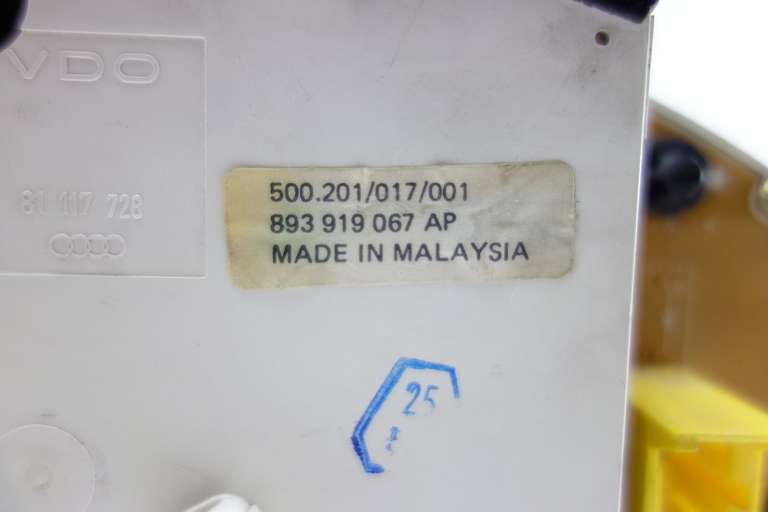 VDO
81 117 728
500.201/017/001
893 919 067 AP
MADE IN MALAYSIA
25